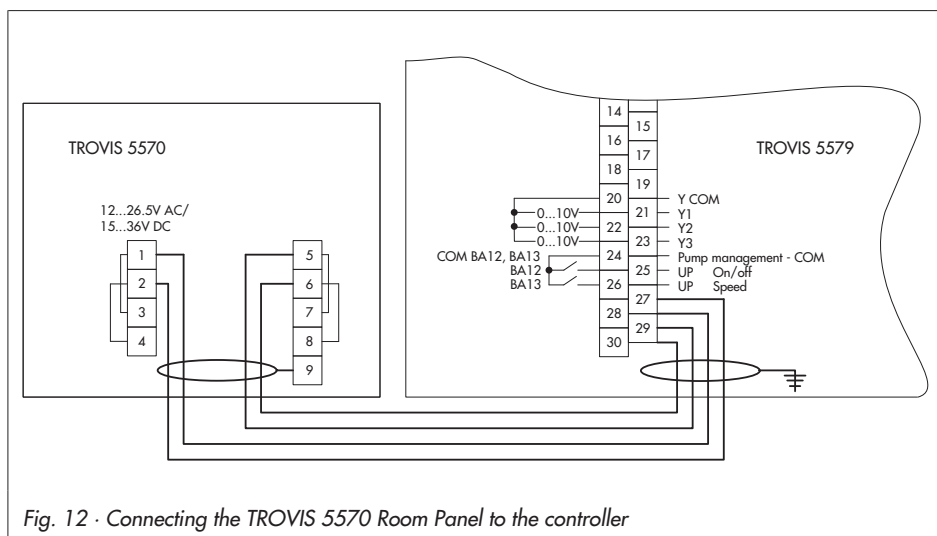 TROVIS 5570
12...26.5V AC/
15...36V DC
1
2
3
4
5
6
7
8
9
TROVIS 5579
14
15
16
17
18
19
20
21
22
23
24
25
26
27
28
29
30
0...10V
0...10V
0...10V
COM BA12, BA13
BA12
BA13
Y COM
Y1
Y2
Y3
Pump management - COM
UP On/off
UP Speed
Fig. 12 · Connecting the TROVIS 5570 Room Panel to the controller